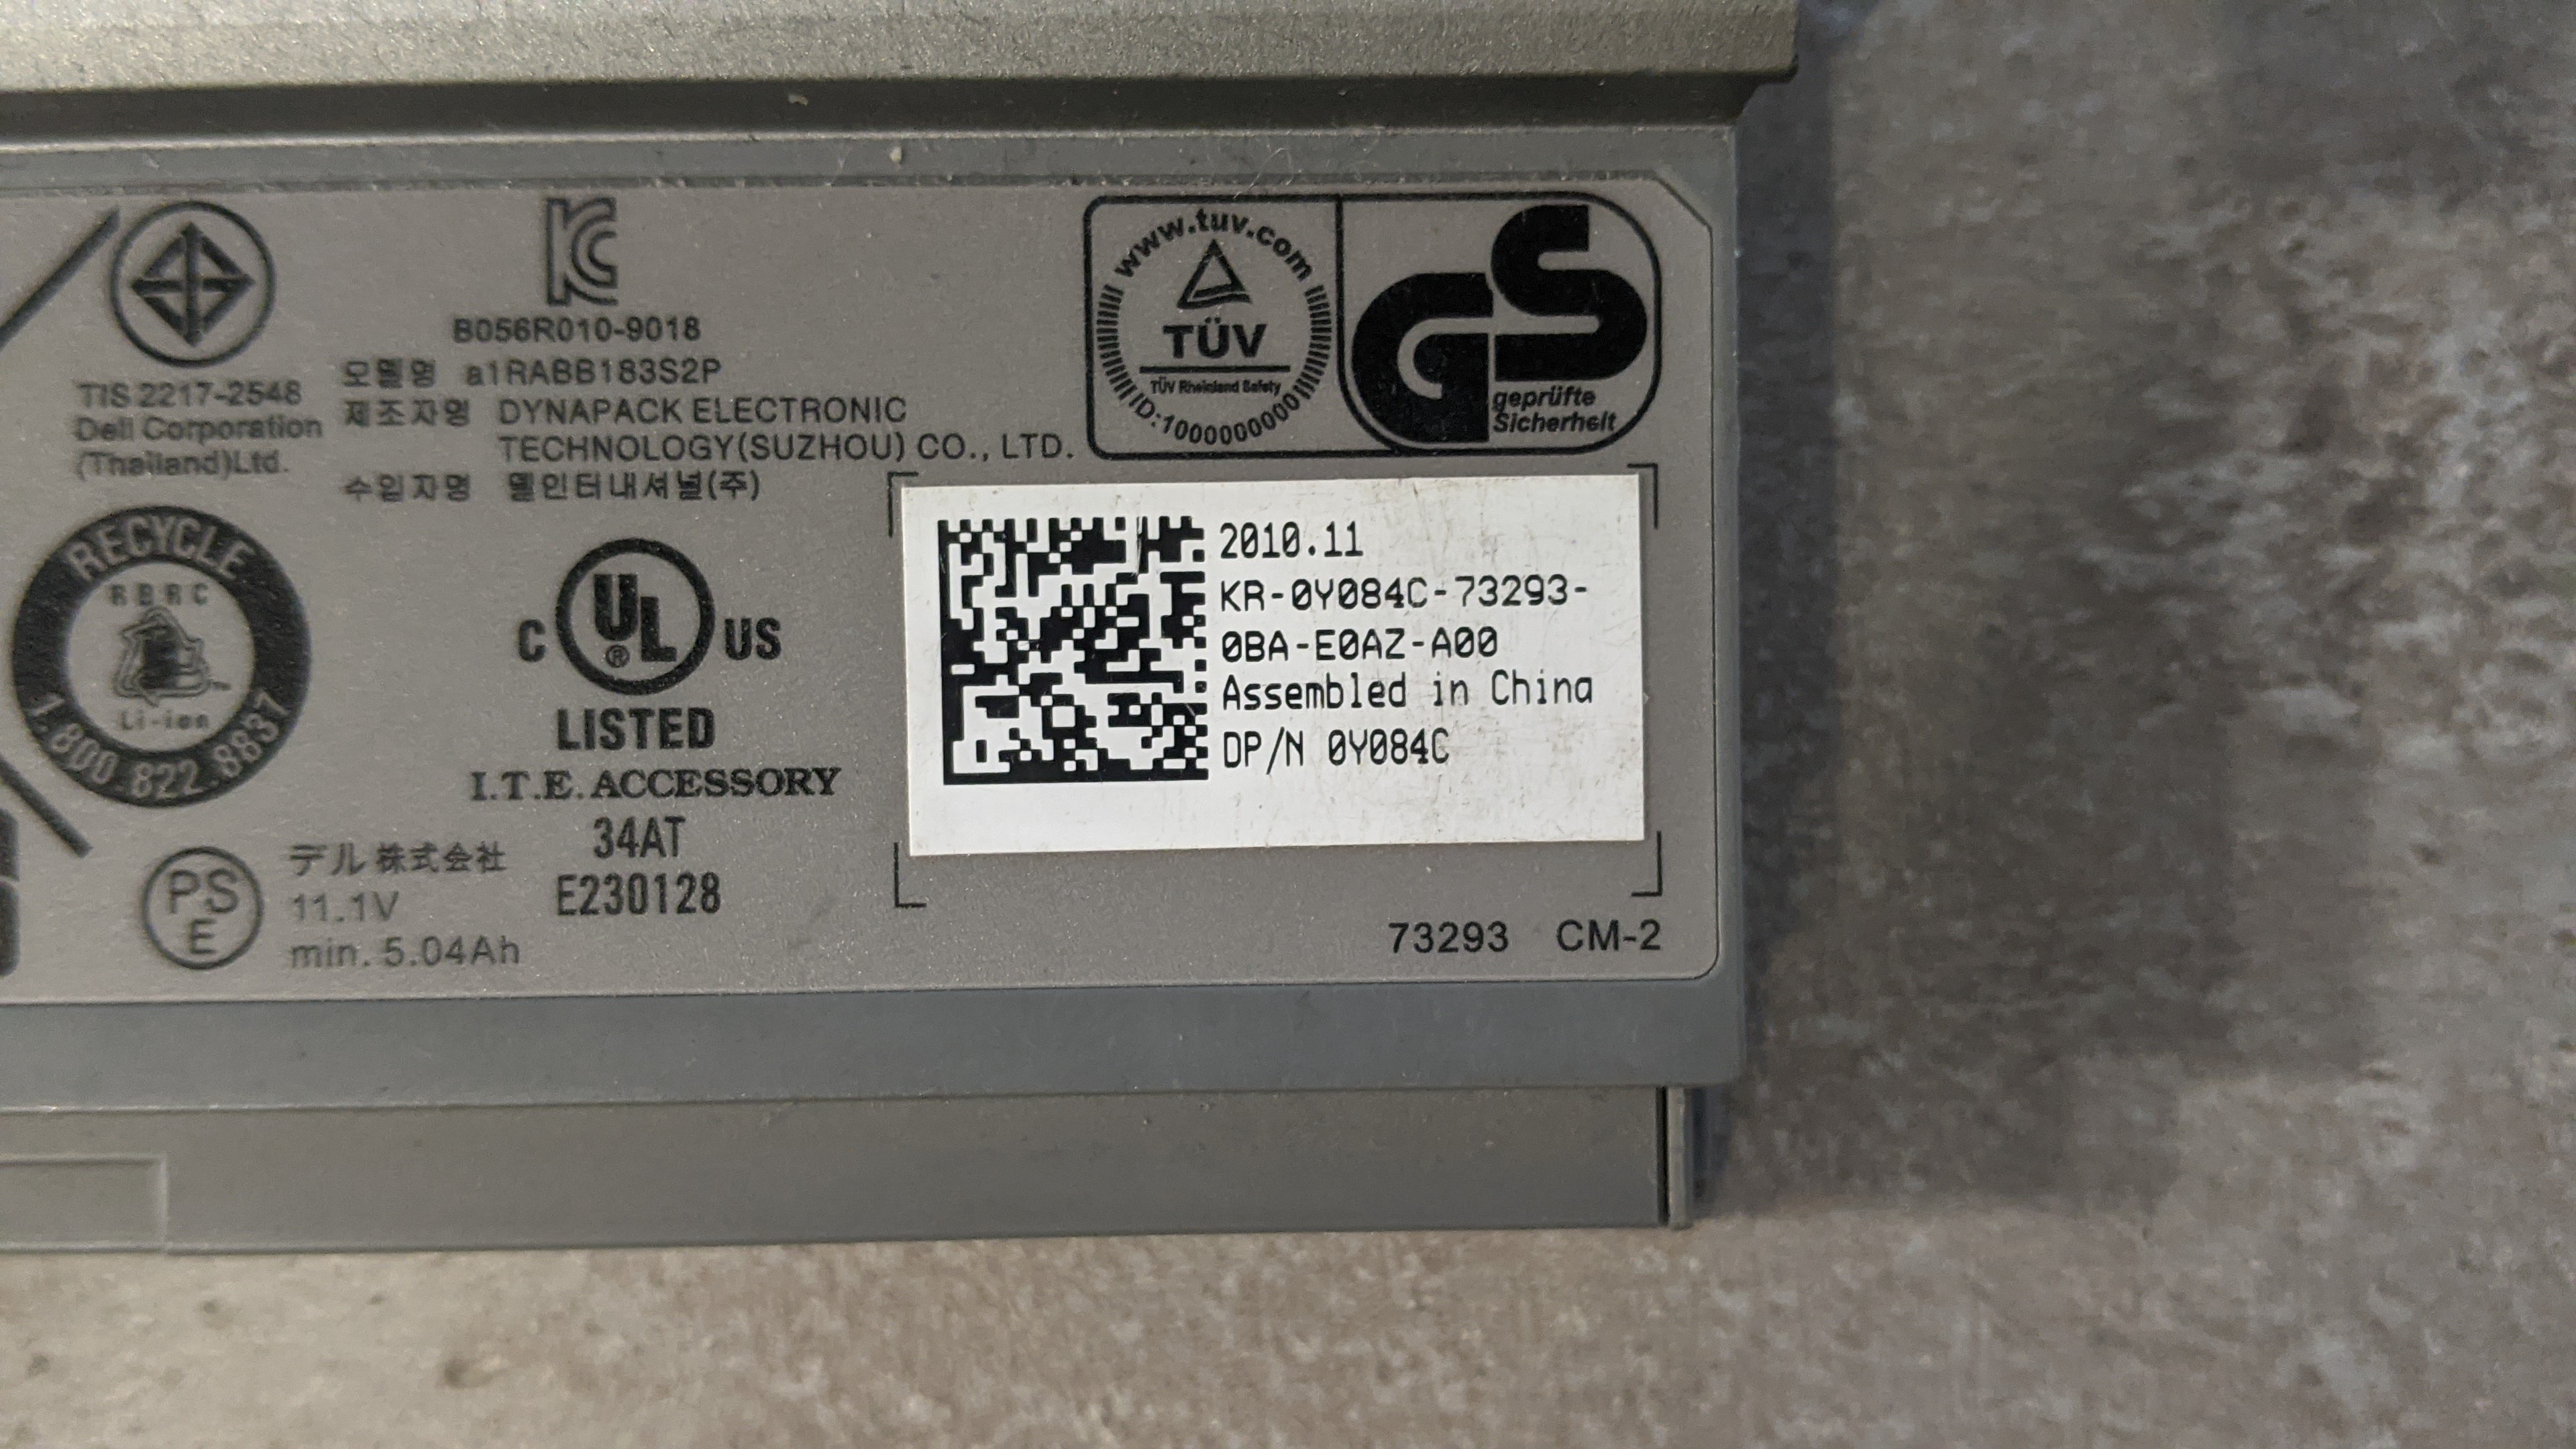 TIS 2217-2548
Dell Corporation
(Thailand)Ltd.
KC
B056R010-9018
모델명 a1RABB183S2P
제조자명 DYNAPACK ELECTRONIC
TECHNOLOGY(SUZHOU) CO., LTD.
수입자명 델인터내셔널(주)
www.tuv.com
TÜV
TÜV Rheinland Safety
ID:1000000000
GS
geprüfte
Sicherheit
RECYCLE
RBRC
Li-ion
1.800.822.8837
C UL® US
LISTED
I.T.E. ACCESSORY
34AT
E230128
PSE
デル株式会社
11.1V
min. 5.04Ah
2010.11
KR-0Y084C-73293-
0BA-E0AZ-A00
Assembled in China
DP/N 0Y084C
73293 CM-2